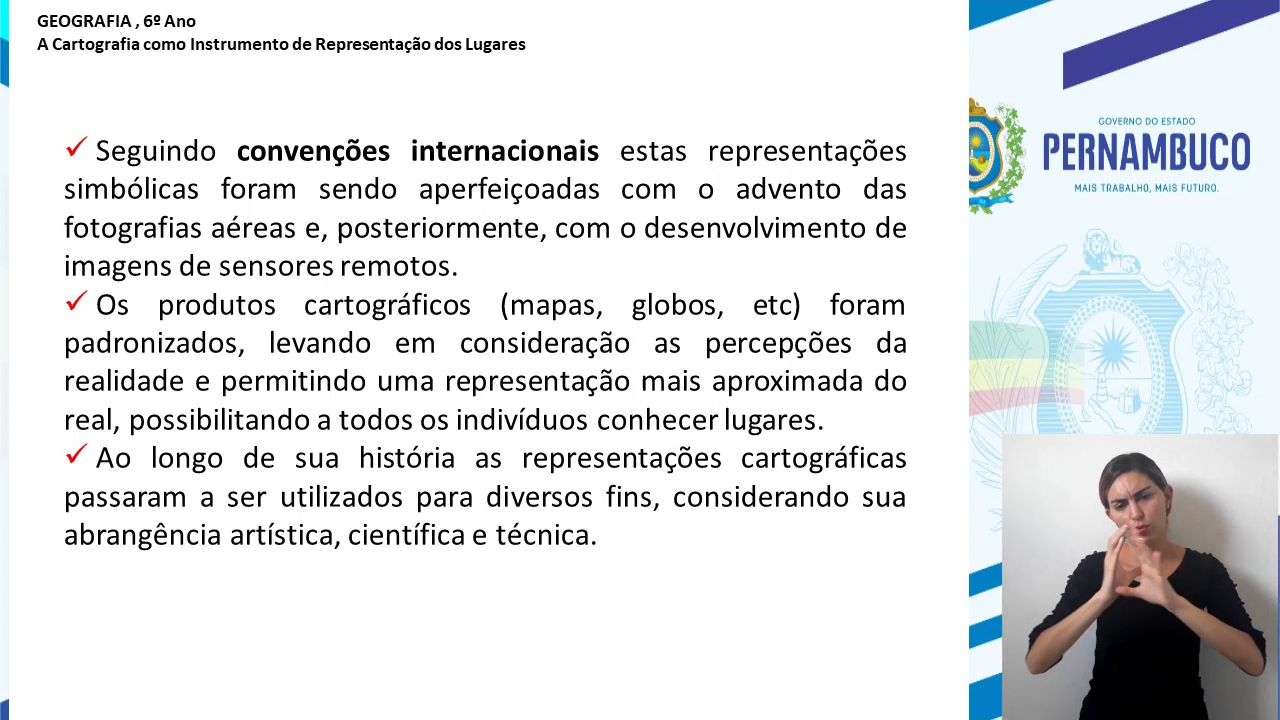 GEOGRAFIA , 6º Ano
A Cartografia como Instrumento de Representação dos Lugares
✓ Seguindo convenções internacionais estas representações
simbólicas foram sendo aperfeiçoadas com o advento das
fotografias aéreas e, posteriormente, com o desenvolvimento de
imagens de sensores remotos.
✓ Os produtos cartográficos (mapas, globos, etc) foram
padronizados, levando em consideração as percepções da
realidade e permitindo uma representação mais aproximada do
real, possibilitando a todos os indivíduos conhecer lugares.
✓ Ao longo de sua história as representações cartográficas
passaram a ser utilizados para diversos fins, considerando sua
abrangência artística, científica e técnica.
GOVERNO DO ESTADO
PERNAMBUCO
MAIS TRABALHO, MAIS FUTURO.